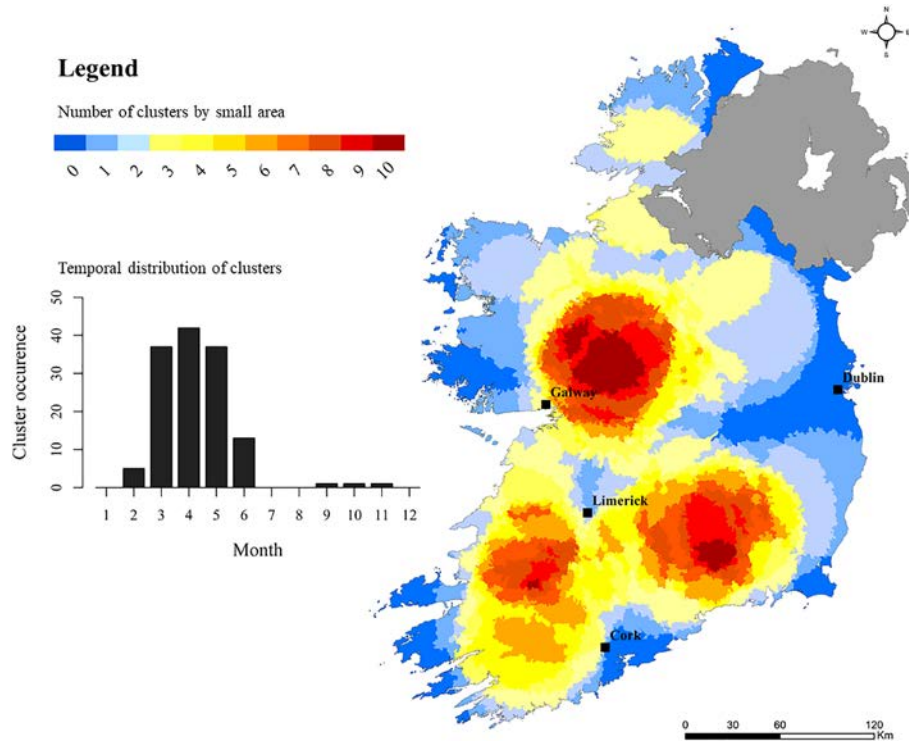 Legend
Number of clusters by small area
0 1 2 3 4 5 6 7 8 9 10
Temporal distribution of clusters
50
40
30
20
10
0
Cluster occurence
1 2 3 4 5 6 7 8 9 10 11 12
Month
N
W E
S
Dublin
Galway
Limerick
Cork
0 30 60 120
Km